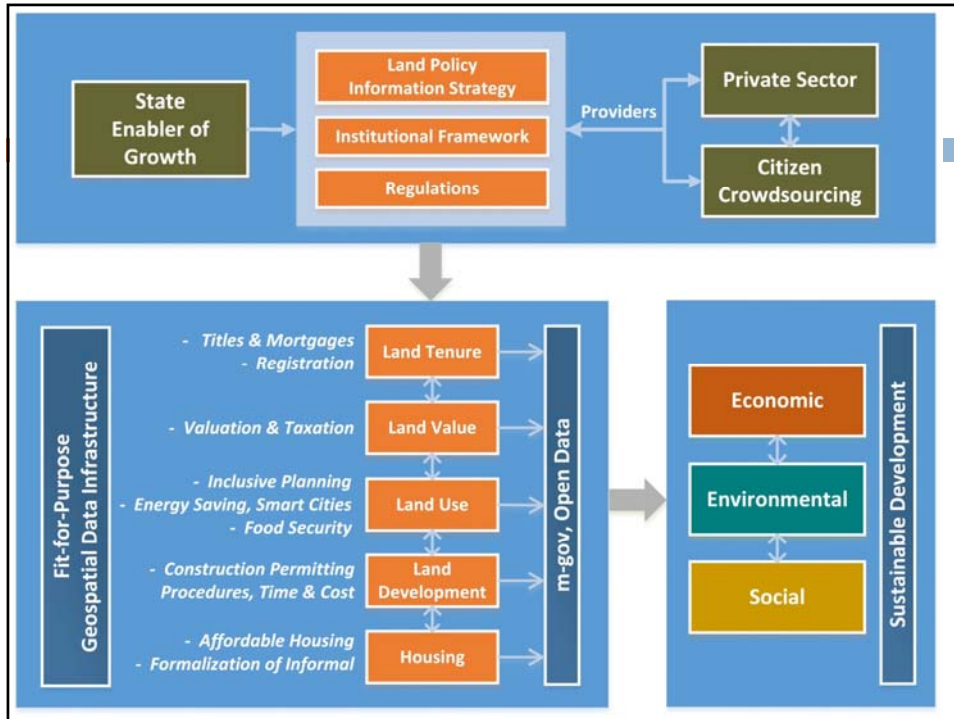 State
Enabler of
Growth
Land Policy
Information Strategy
Institutional Framework
Regulations
Providers
Private Sector
Citizen
Crowdsourcing
Fit-for-Purpose
Geospatial Data Infrastructure
- Titles & Mortgages
- Registration
Land Tenure
- Valuation & Taxation
Land Value
- Inclusive Planning
- Energy Saving, Smart Cities
- Food Security
Land Use
- Construction Permitting
Procedures, Time & Cost
Land
Development
- Affordable Housing
- Formalization of Informal
Housing
m-gov, Open Data
Economic
Environmental
Social
Sustainable Development